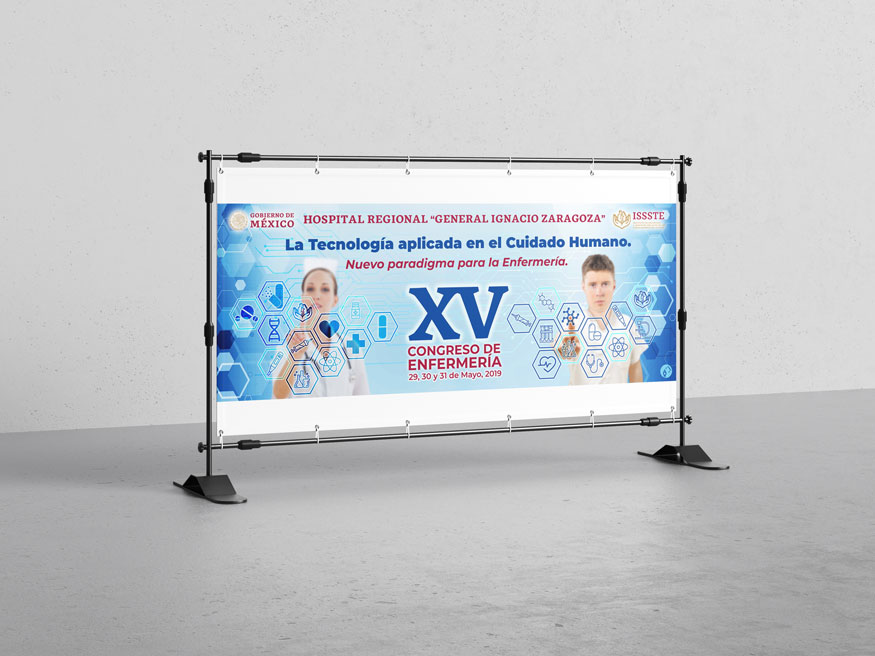 GOBIERNO DE
MÉXICO
HOSPITAL REGIONAL “GENERAL IGNACIO ZARAGOZA”
ISSSTE
La Tecnología aplicada en el Cuidado Humano.
Nuevo paradigma para la Enfermería.
XV
CONGRESO DE
ENFERMERÍA
29, 30 y 31 de Mayo, 2019